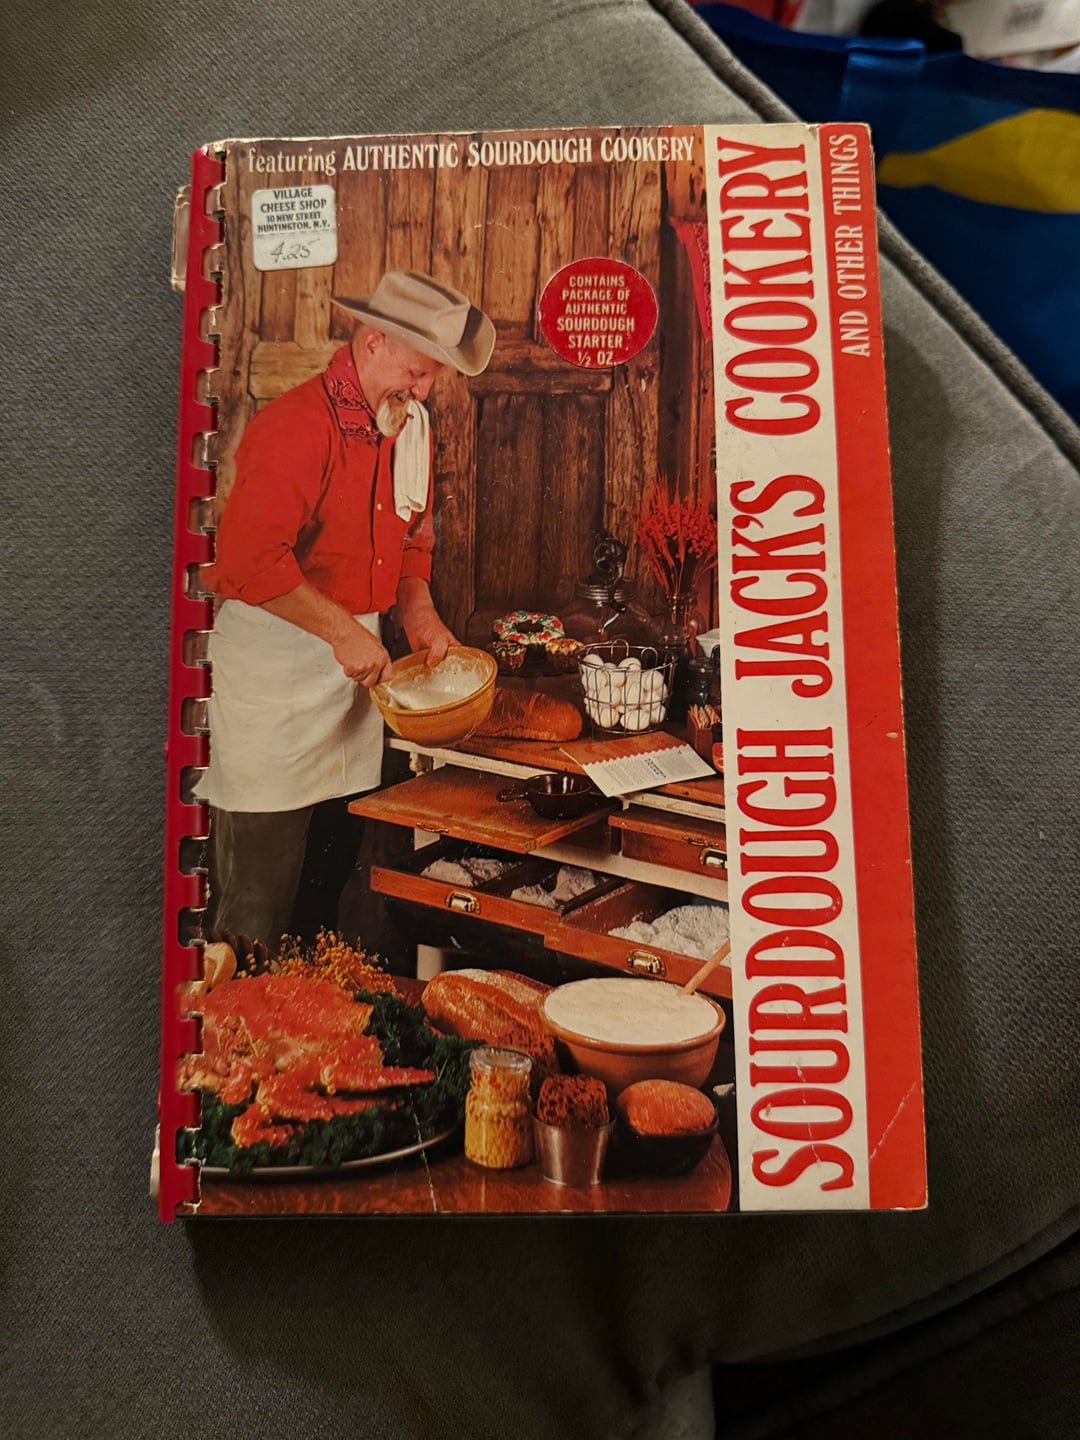 featuring AUTHENTIC SOURDOUGH COOKERY
VILLAGE
CHEESE SHOP
10 NEW STREET
HUNTINGTON, N.Y.
4.25
CONTAINS
PACKAGE OF
AUTHENTIC
SOURDOUGH
STARTER
½ OZ.
SOURDOUGH JACK'S COOKERY
AND OTHER THINGS